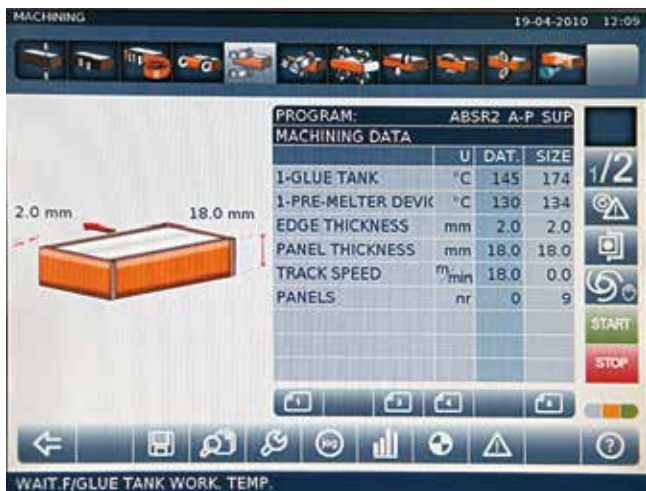 MACHINING 19-04-2010 12:09
PROGRAM: ABSR2 A-P SUP
MACHINING DATA
U DAT. SIZE
1-GLUE TANK °C 145 174
1-PRE-MELTER DEVIC °C 130 134
EDGE THICKNESS mm 2.0 2.0
PANEL THICKNESS mm 18.0 18.0
TRACK SPEED m/min 18.0 0.0
PANELS nr 0 9
2.0 mm 18.0 mm
1/2
START
STOP
1
?
WAIT.F/GLUE TANK WORK. TEMP.